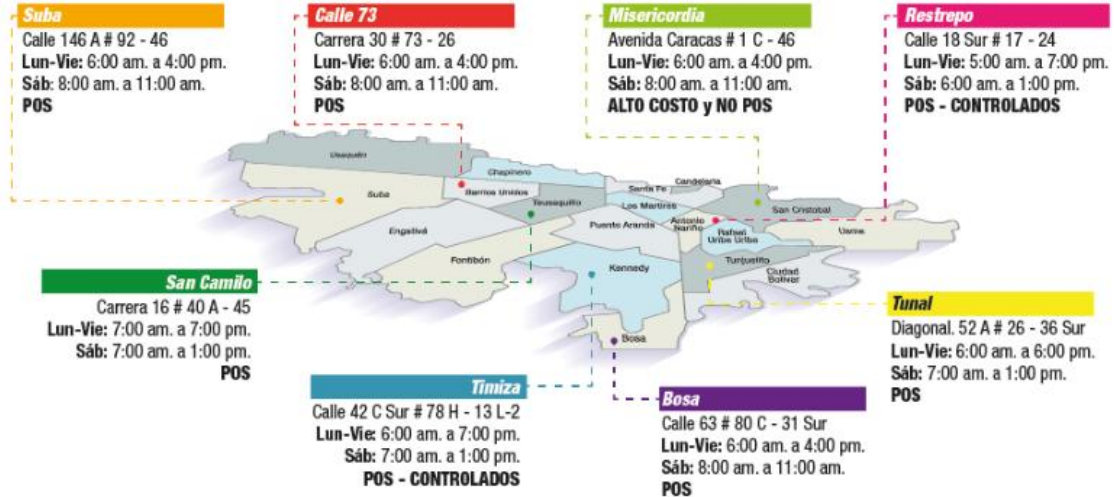 Suba
Calle 146 A # 92 - 46
Lun-Vie: 6:00 am. a 4:00 pm.
Sáb: 8:00 am. a 11:00 am.
POS
Calle 73
Carrera 30 # 73 - 26
Lun-Vie: 6:00 am. a 4:00 pm.
Sáb: 8:00 am. a 11:00 am.
POS
Misericordia
Avenida Caracas # 1 C - 46
Lun-Vie: 6:00 am. a 4:00 pm.
Sáb: 8:00 am. a 11:00 am.
ALTO COSTO y NO POS
Restrepo
Calle 18 Sur # 17 - 24
Lun-Vie: 5:00 am. a 7:00 pm.
Sáb: 6:00 am. a 1:00 pm.
POS - CONTROLADOS
Usaquén
Chapinero
Suba
Barrios Unidos
Teusaquillo
Santa Fe
Candelaria
Los Martires
San Cristobal
Engativá
Puente Aranda
Antonio
Nariño
Rafael
Uribe Uribe
Usme
Fontibón
Kennedy
Tunjuelito
Ciudad
Bolivar
Bosa
San Camilo
Carrera 16 # 40 A - 45
Lun-Vie: 7:00 am. a 7:00 pm.
Sáb: 7:00 am. a 1:00 pm.
POS
Timiza
Calle 42 C Sur # 78 H - 13 L-2
Lun-Vie: 6:00 am. a 7:00 pm.
Sáb: 7:00 am. a 1:00 pm.
POS - CONTROLADOS
Bosa
Calle 63 # 80 C - 31 Sur
Lun-Vie: 6:00 am. a 4:00 pm.
Sáb: 8:00 am. a 11:00 am.
POS
Tunal
Diagonal. 52 A # 26 - 36 Sur
Lun-Vie: 6:00 am. a 6:00 pm.
Sáb: 7:00 am. a 1:00 pm.
POS